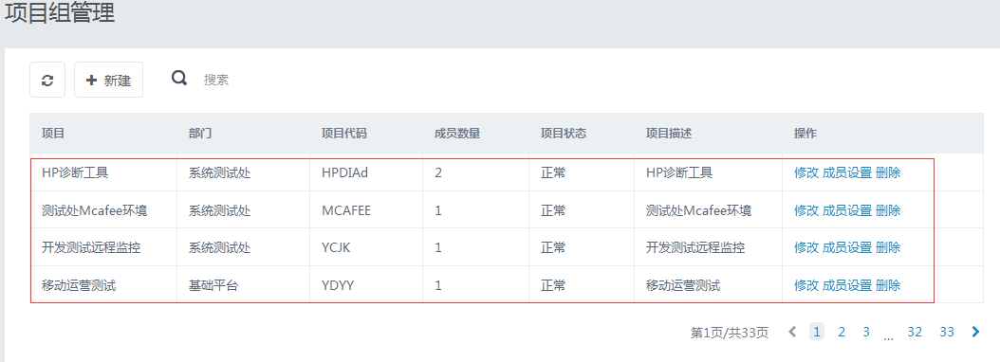 项目组管理
新建 搜索
项目 部门 项目代码 成员数量 项目状态 项目描述 操作
HP诊断工具 系统测试处 HPDIAd 2 正常 HP诊断工具 修改 成员设置 删除
测试处Mcafee环境 系统测试处 MCAFEE 1 正常 测试处Mcafee环境 修改 成员设置 删除
开发测试远程监控 系统测试处 YCJK 1 正常 开发测试远程监控 修改 成员设置 删除
移动运营测试 基础平台 YDYY 1 正常 移动运营测试 修改 成员设置 删除
第1页/共33页 1 2 3 ... 32 33